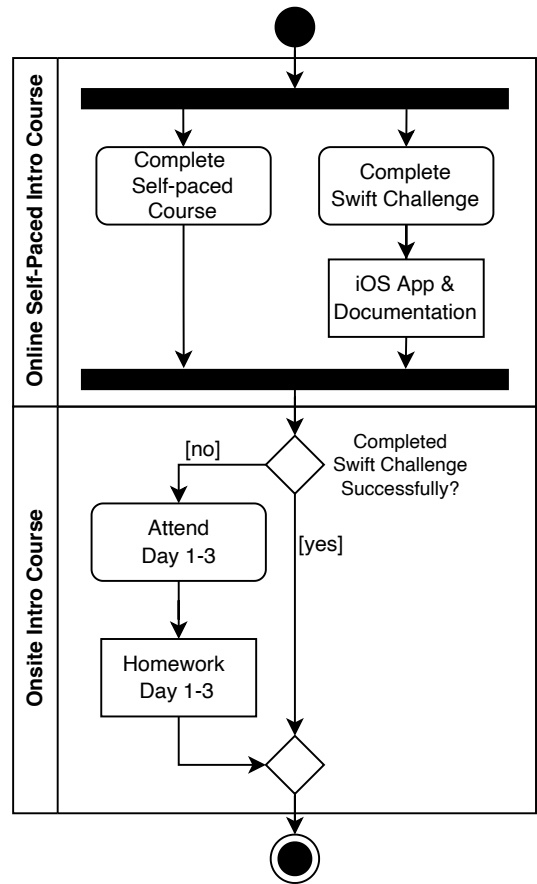 Online Self-Paced Intro Course
Complete
Self-paced
Course
Complete
Swift Challenge
iOS App &
Documentation
Onsite Intro Course
Completed
Swift Challenge
Successfully?
[no]
[yes]
Attend
Day 1-3
Homework
Day 1-3